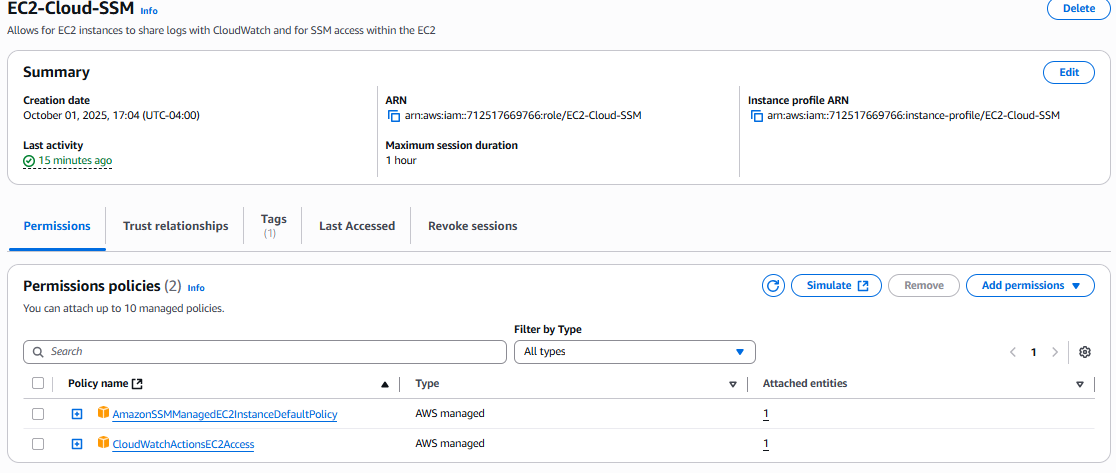 EC2-Cloud-SSM Info
Delete
Allows for EC2 instances to share logs with CloudWatch and for SSM access within the EC2
Summary
Edit
Creation date
October 01, 2025, 17:04 (UTC-04:00)
ARN
arn:aws:iam::712517669766:role/EC2-Cloud-SSM
Instance profile ARN
arn:aws:iam::712517669766:instance-profile/EC2-Cloud-SSM
Last activity
15 minutes ago
Maximum session duration
1 hour
Permissions
Trust relationships
Tags
(1)
Last Accessed
Revoke sessions
Permissions policies (2) Info
Simulate
Remove
Add permissions
You can attach up to 10 managed policies.
Filter by Type
Search
All types
1
Policy name
Type
Attached entities
AmazonSSMManagedEC2InstanceDefaultPolicy
AWS managed
1
CloudWatchActionsEC2Access
AWS managed
1